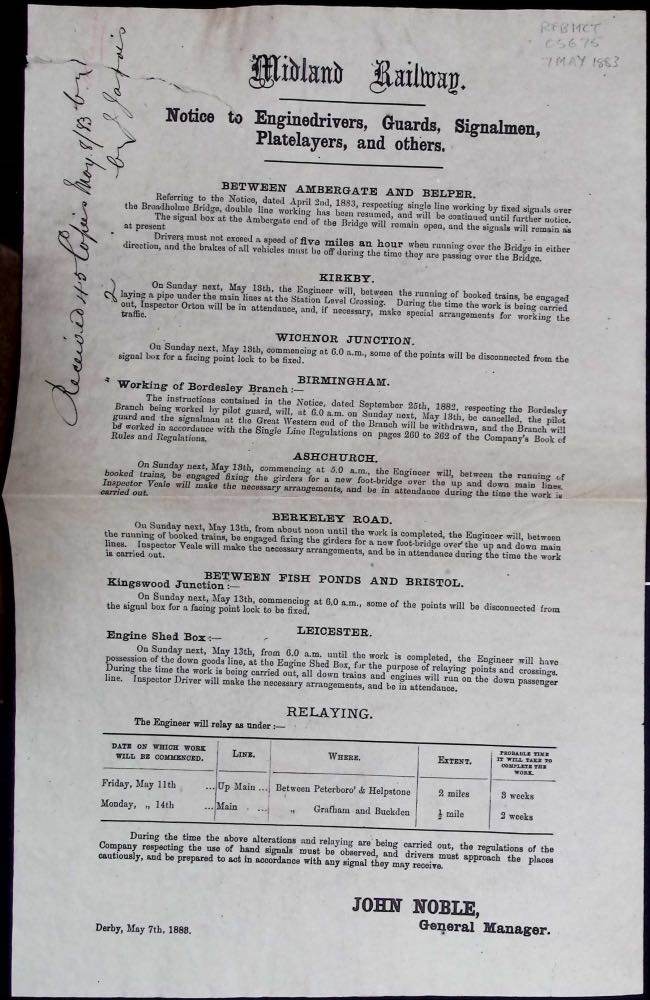 REBMCT
C5675
7 MAY 1883
Received 45 Copies May 8/83 by
by J
2
Midland Railway.
Notice to Enginedrivers, Guards, Signalmen,
Platelayers, and others.
BETWEEN AMBERGATE AND BELPER.
Referring to the Notice, dated April 2nd, 1883, respecting single line working by fixed signals over
the Broadholme Bridge, double line working has been resumed, and will be continued until further notice.
The signal box at the Ambergate end of the Bridge will remain open, and the signals will remain as
at present
Drivers must not exceed a speed of five miles an hour when running over the Bridge in either
direction, and the brakes of all vehicles must be off during the time they are passing over the Bridge.
KIRKBY.
On Sunday next, May 13th, the Engineer will, between the running of booked trains, be engaged
laying a pipe under the main lines at the Station Level Crossing. During the time the work is being carried
out, Inspector Orton will be in attendance, and, if necessary, make special arrangements for working the
traffic.
WICHNOR JUNCTION.
On Sunday next, May 13th, commencing at 6.0 a.m., some of the points will be disconnected from the
signal box for a facing point lock to be fixed.
BIRMINGHAM.
Working of Bordesley Branch :—
The instructions contained in the Notice, dated September 25th, 1882, respecting the Bordesley
Branch being worked by pilot guard, will, at 6.0 a.m. on Sunday next, May 13th, be cancelled, the pilot
guard and the signalman at the Great Western end of the Branch will be withdrawn, and the Branch will
be worked in accordance with the Single Line Regulations on pages 260 to 262 of the Company's Book of
Rules and Regulations.
ASHCHURCH.
On Sunday next, May 13th, commencing at 5.0 a.m., the Engineer will, between the running of
booked trains, be engaged fixing the girders for a new foot-bridge over the up and down main lines.
Inspector Veale will make the necessary arrangements, and be in attendance during the time the work is
carried out.
BERKELEY ROAD.
On Sunday next, May 13th, from about noon until the work is completed, the Engineer will, between
the running of booked trains, be engaged fixing the girders for a new foot-bridge over the up and down main
lines. Inspector Veale will make the necessary arrangements, and be in attendance during the time the work
is carried out.
BETWEEN FISH PONDS AND BRISTOL.
Kingswood Junction :—
On Sunday next, May 13th, commencing at 6.0 a.m., some of the points will be disconnected from
the signal box for a facing point lock to be fixed.
LEICESTER.
Engine Shed Box :—
On Sunday next, May 13th, from 6.0 a.m. until the work is completed, the Engineer will have
possession of the down goods line, at the Engine Shed Box, for the purpose of relaying points and crossings.
During the time the work is being carried out, all down trains and engines will run on the down passenger
line. Inspector Driver will make the necessary arrangements, and be in attendance.
RELAYING.
The Engineer will relay as under :—
DATE ON WHICH WORK WILL BE COMMENCED. LINE. WHERE. EXTENT. PROBABLE TIME IT WILL TAKE TO COMPLETE THE WORK.
Friday, May 11th ... Up Main ... Between Peterboro' & Helpstone 2 miles 3 weeks
Monday, „ 14th ... Main ... „ Grafham and Buckden ½ mile 2 weeks
During the time the above alterations and relaying are being carried out, the regulations of the
Company respecting the use of hand signals must be observed, and drivers must approach the places
cautiously, and be prepared to act in accordance with any signal they may receive.
JOHN NOBLE,
General Manager.
Derby, May 7th, 1883.